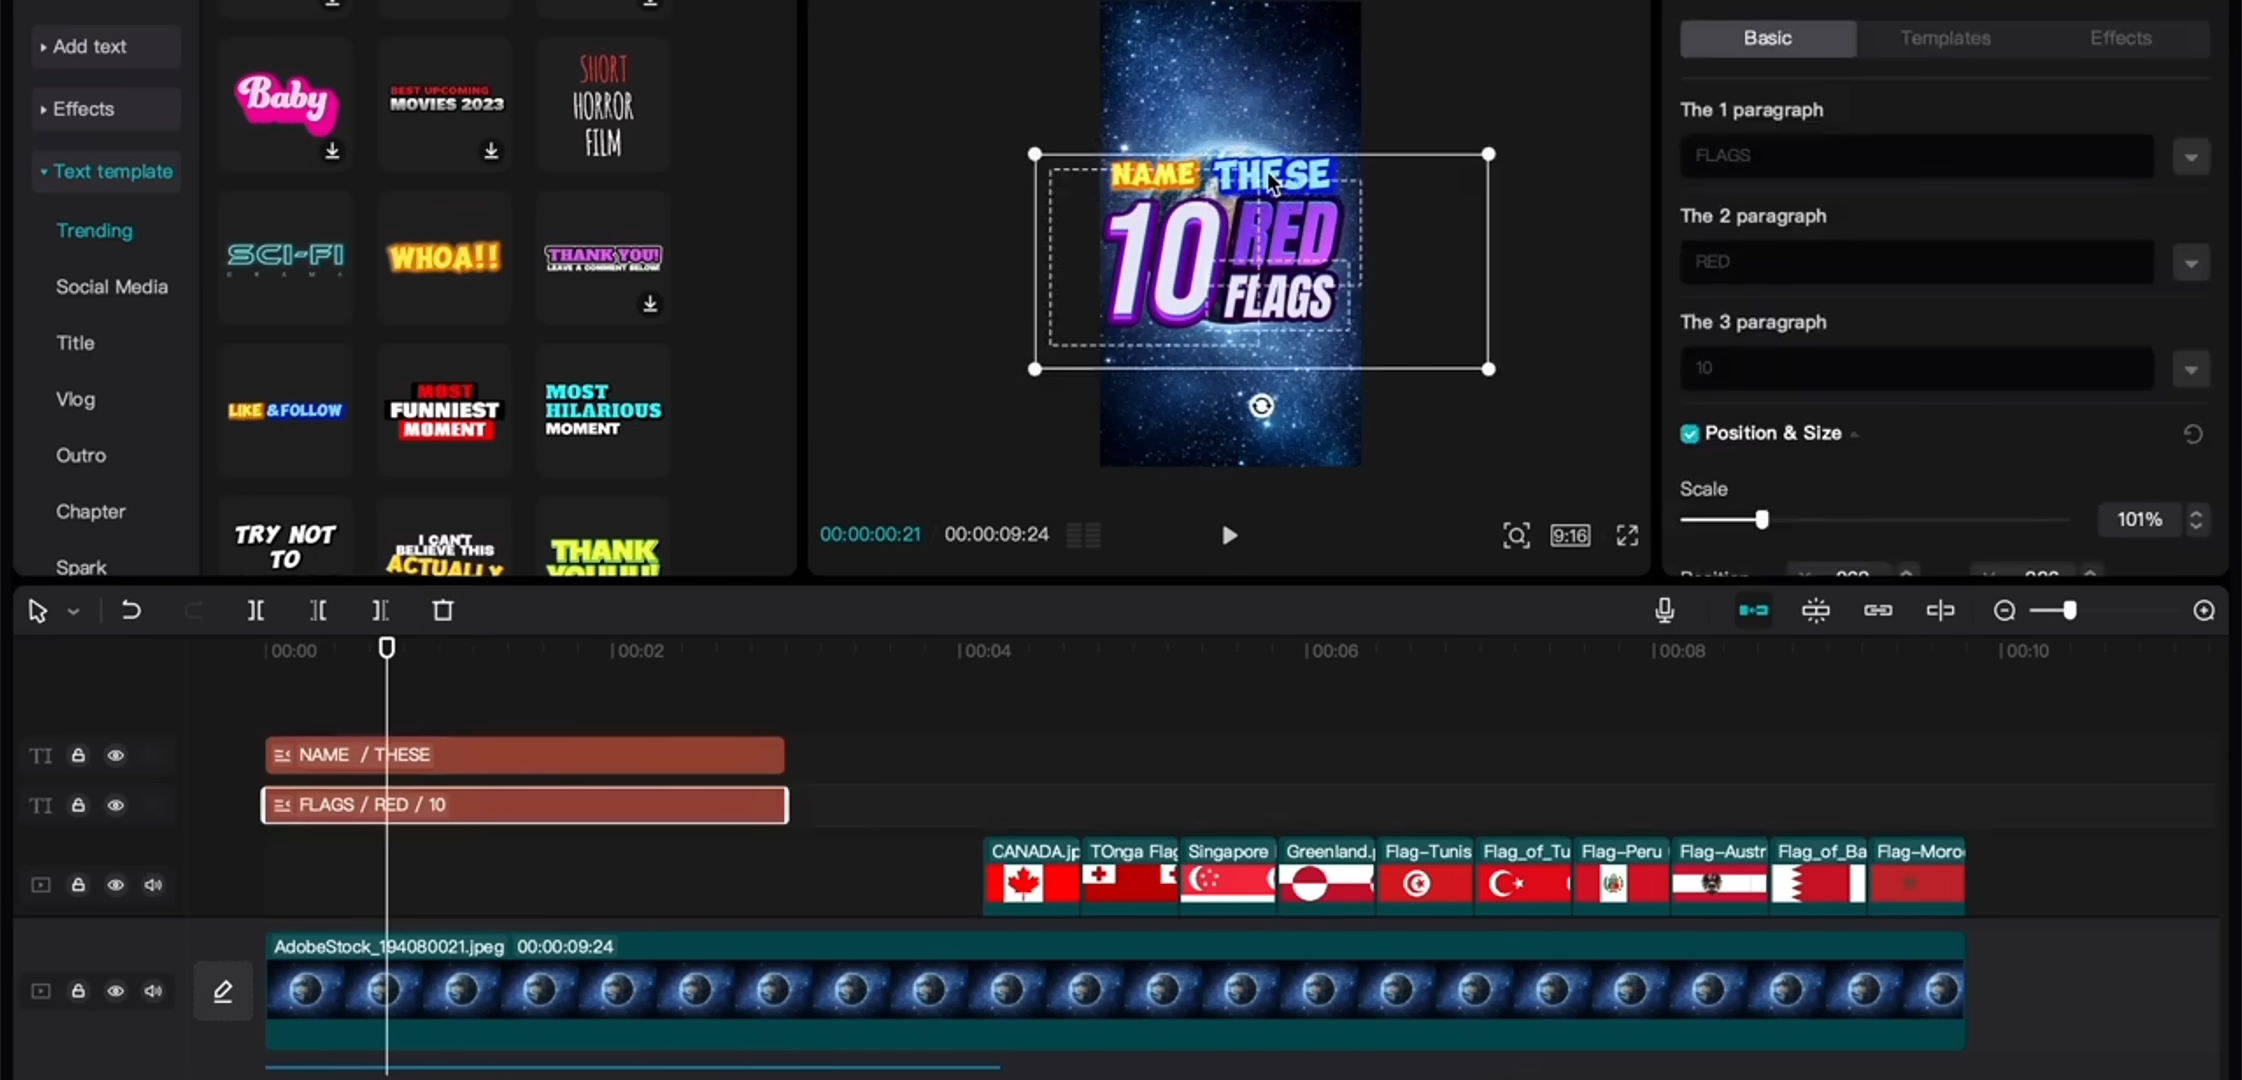 Add text
Effects
Text template
Trending
Social Media
Title
Vlog
Outro
Chapter
Spark
Baby
BEST UPCOMING
MOVIES 2023
SHORT
HORROR
FILM
SCI-FI
DRAMA
WHOA!!
THANK YOU!
LEAVE A COMMENT BELOW!
LIKE & FOLLOW
MOST
FUNNIEST
MOMENT
MOST
HILARIOUS
MOMENT
TRY NOT
TO
I CAN'T
BELIEVE THIS
ACTUALLY
THANK
NAME THESE
10 RED
FLAGS
00:00:00:21 / 00:00:09:24
9:16
Basic
Templates
Effects
The 1 paragraph
FLAGS
The 2 paragraph
RED
The 3 paragraph
10
Position & Size
Scale
101%
00:00
00:02
00:04
00:06
00:08
00:10
TI
NAME / THESE
TI
FLAGS / RED / 10
CANADA.jp
TOnga Flag
Singapore
Greenland.
Flag-Tunis
Flag_of_Tu
Flag-Peru
Flag-Austr
Flag_of_Ba
Flag-Moro
AdobeStock_194080021.jpeg 00:00:09:24